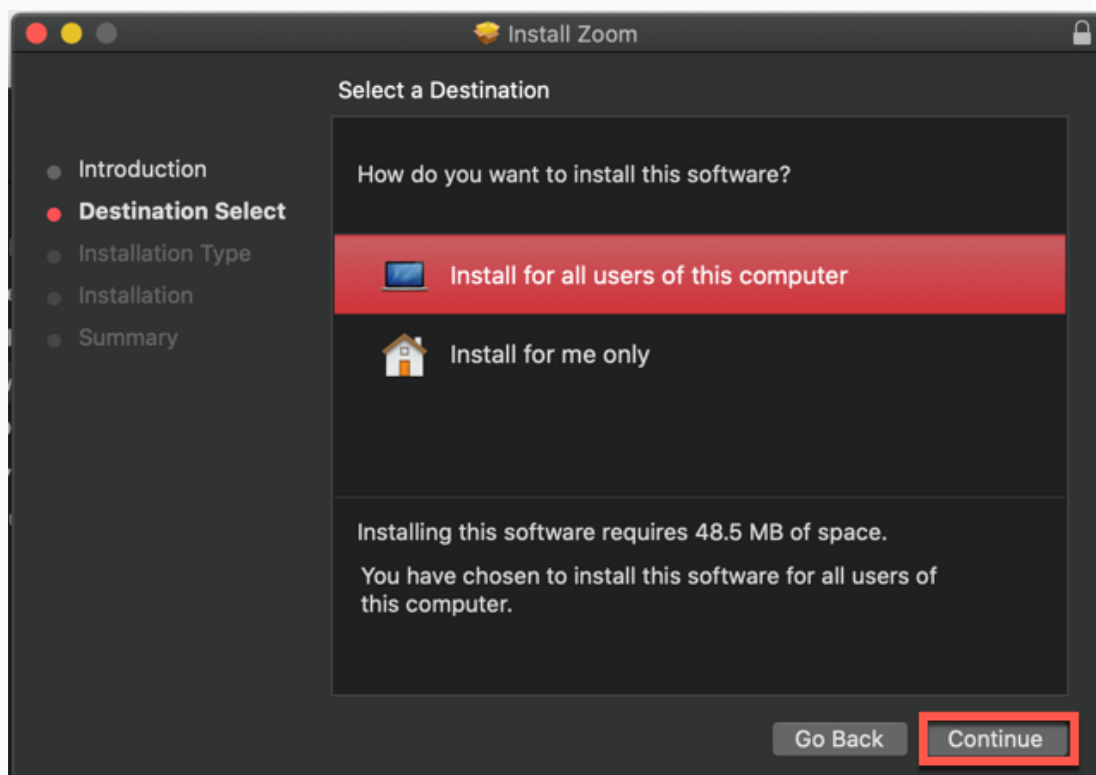 Install Zoom
Select a Destination
Introduction
Destination Select
Installation Type
Installation
Summary
How do you want to install this software?
Install for all users of this computer
Install for me only
Installing this software requires 48.5 MB of space.
You have chosen to install this software for all users of
this computer.
Go Back
Continue